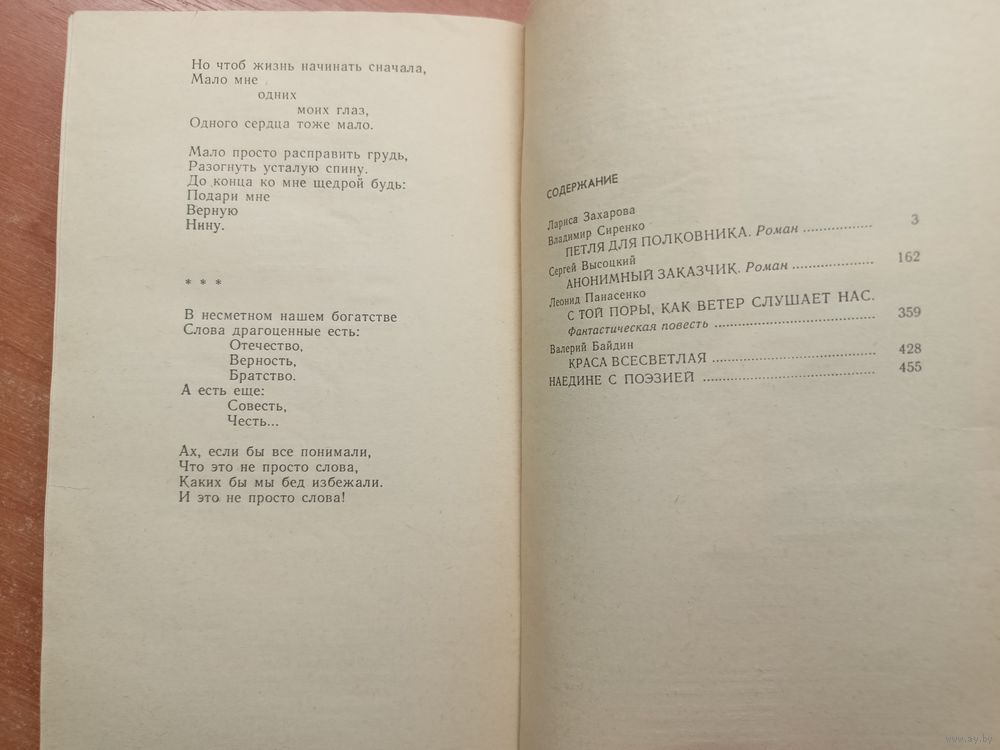 Но чтоб жизнь начинать сначала,
Мало мне
одних
моих глаз,
Одного сердца тоже мало.
Мало просто расправить грудь,
Разогнуть усталую спину.
До конца ко мне щедрой будь:
Подари мне
Верную
Нину.
* * *
В несметном нашем богатстве
Слова драгоценные есть:
Отечество,
Верность,
Братство.
А есть еще:
Совесть,
Честь...
Ах, если бы все понимали,
Что это не просто слова,
Каких бы мы бед избежали.
И это не просто слова!
СОДЕРЖАНИЕ
Лариса Захарова
Владимир Сиренко
ПЕТЛЯ ДЛЯ ПОЛКОВНИКА. Роман ............... 3
Сергей Высоцкий
АНОНИМНЫЙ ЗАКАЗЧИК. Роман ............... 162
Леонид Панасенко
С ТОЙ ПОРЫ, КАК ВЕТЕР СЛУШАЕТ НАС.
Фантастическая повесть ............... 359
Валерий Байдин
КРАСА ВСЕСВЕТЛАЯ ............... 428
НАЕДИНЕ С ПОЭЗИЕЙ ............... 455
www.ay.by